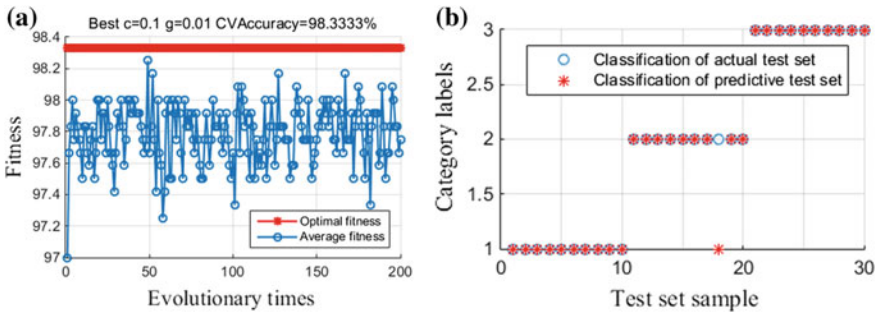 (a)
Best c=0.1 g=0.01 CVAccuracy=98.3333%
98.4
98.2
98
97.8
97.6
97.4
97.2
97
Fitness
Optimal fitness
Average fitness
0
50
100
150
200
Evolutionary times
(b)
3
2.5
2
1.5
1
Category labels
Classification of actual test set
Classification of predictive test set
0
10
20
30
Test set sample